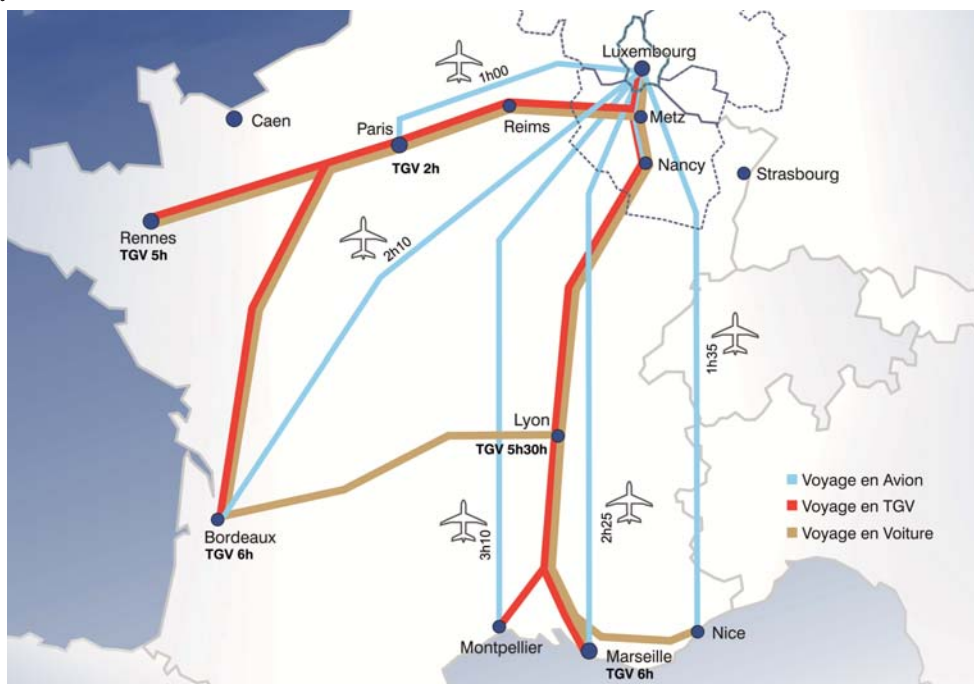 Luxembourg
1h00
Caen
Paris
Reims
Metz
TGV 2h
Nancy
Strasbourg
Rennes
TGV 5h
2h10
1h35
Lyon
TGV 5h30h
Voyage en Avion
Voyage en TGV
Voyage en Voiture
Bordeaux
TGV 6h
3h10
2h25
Montpellier
Marseille
TGV 6h
Nice